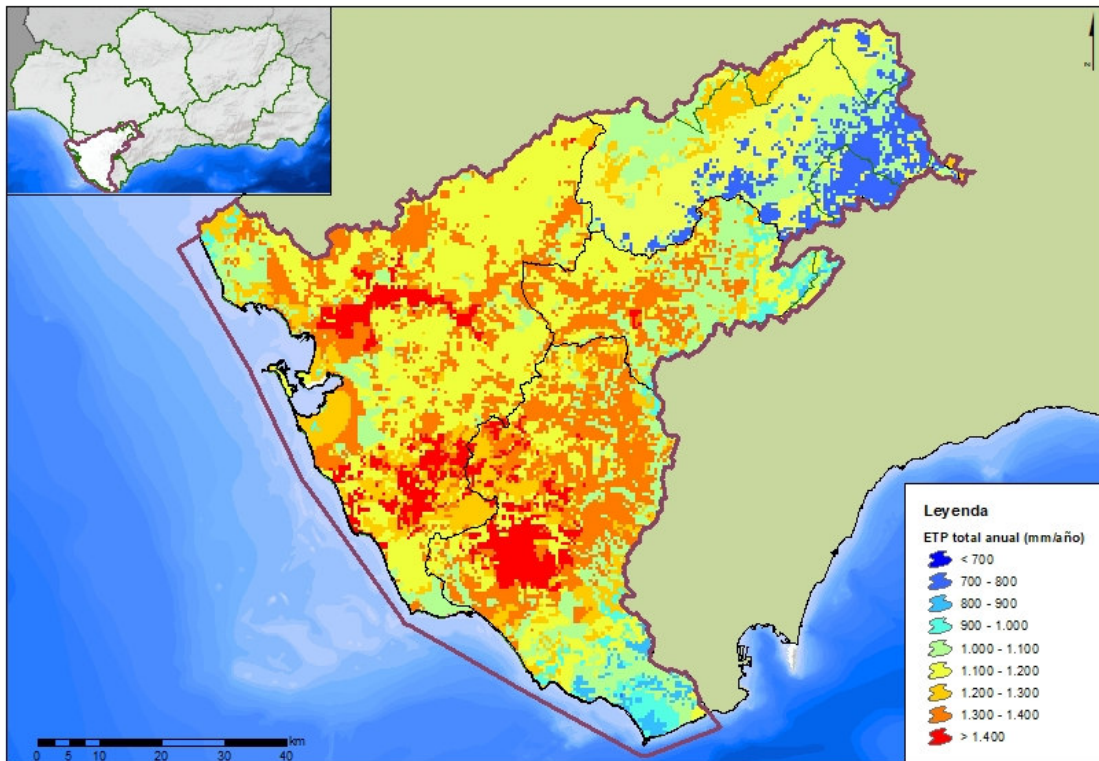 N
Leyenda
ETP total anual (mm/año)
< 700
700 - 800
800 - 900
900 - 1.000
1.000 - 1.100
1.100 - 1.200
1.200 - 1.300
1.300 - 1.400
> 1.400
km
0 5 10 20 30 40